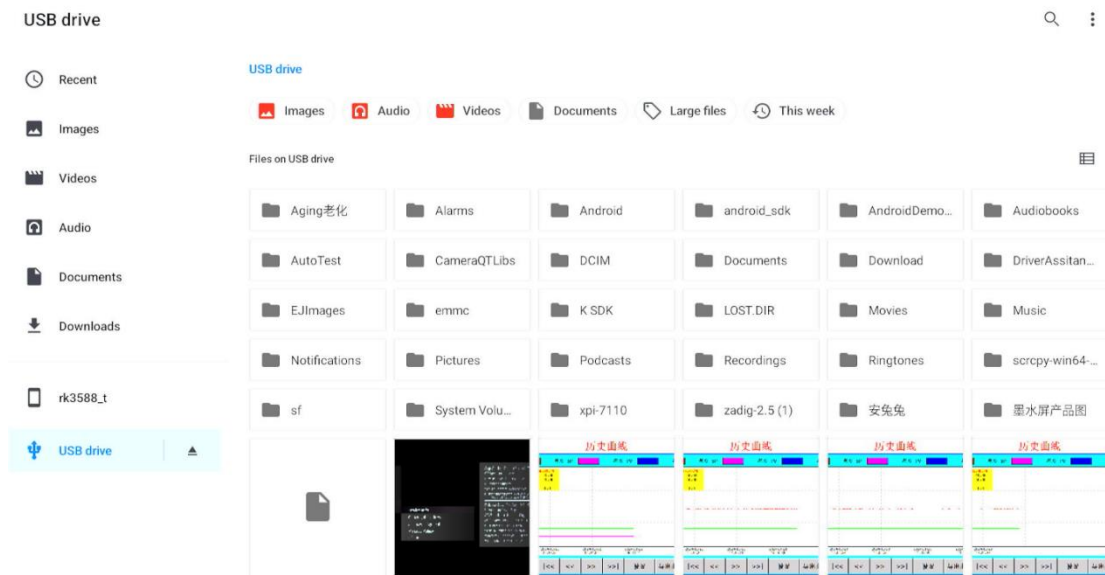 USB drive
Recent
Images
Videos
Audio
Documents
Downloads
rk3588_t
USB drive
USB drive
Images Audio Videos Documents Large files This week
Files on USB drive
Aging老化 Alarms Android android_sdk AndroidDemo... Audiobooks
AutoTest CameraQTLibs DCIM Documents Download DriverAssitan...
EJImages emmc K SDK LOST.DIR Movies Music
Notifications Pictures Podcasts Recordings Ringtones scrcpy-win64-...
sf System Volu... xpi-7110 zadig-2.5 (1) 安兔兔 墨水屏产品图
历史曲线 历史曲线 历史曲线 历史曲线
|<< << >> >>| |<< << >> >>| |<< << >> >>| |<< << >> >>|